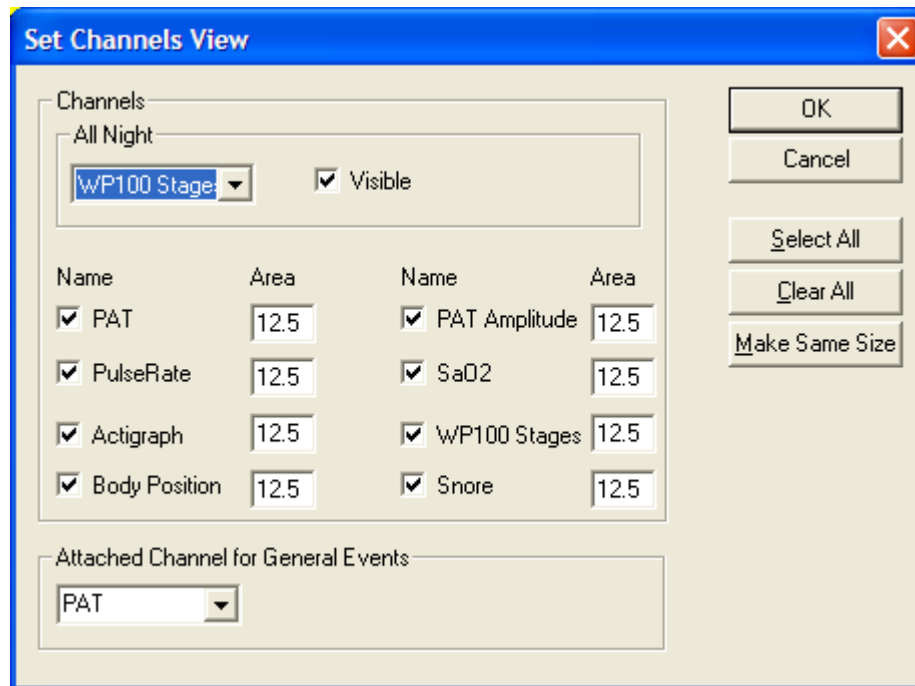 Set Channels View
Channels
All Night
WP100 Stage
Visible
Name Area Name Area
PAT 12.5 PAT Amplitude 12.5
PulseRate 12.5 SaO2 12.5
Actigraph 12.5 WP100 Stages 12.5
Body Position 12.5 Snore 12.5
Attached Channel for General Events
PAT
OK
Cancel
Select All
Clear All
Make Same Size